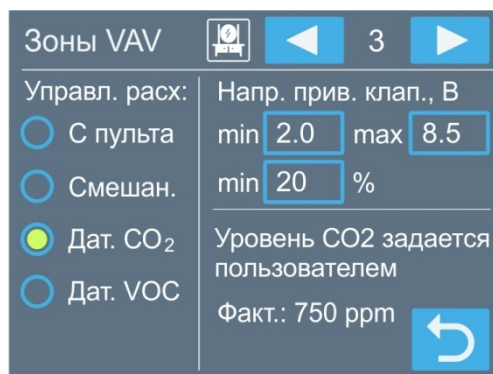 Зоны VAV 3
Управл. расх:
С пульта
Смешан.
Дат. CO₂
Дат. VOC
Напр. прив. клап., В
min 2.0 max 8.5
min 20 %
Уровень CO2 задается
пользователем
Факт.: 750 ppm